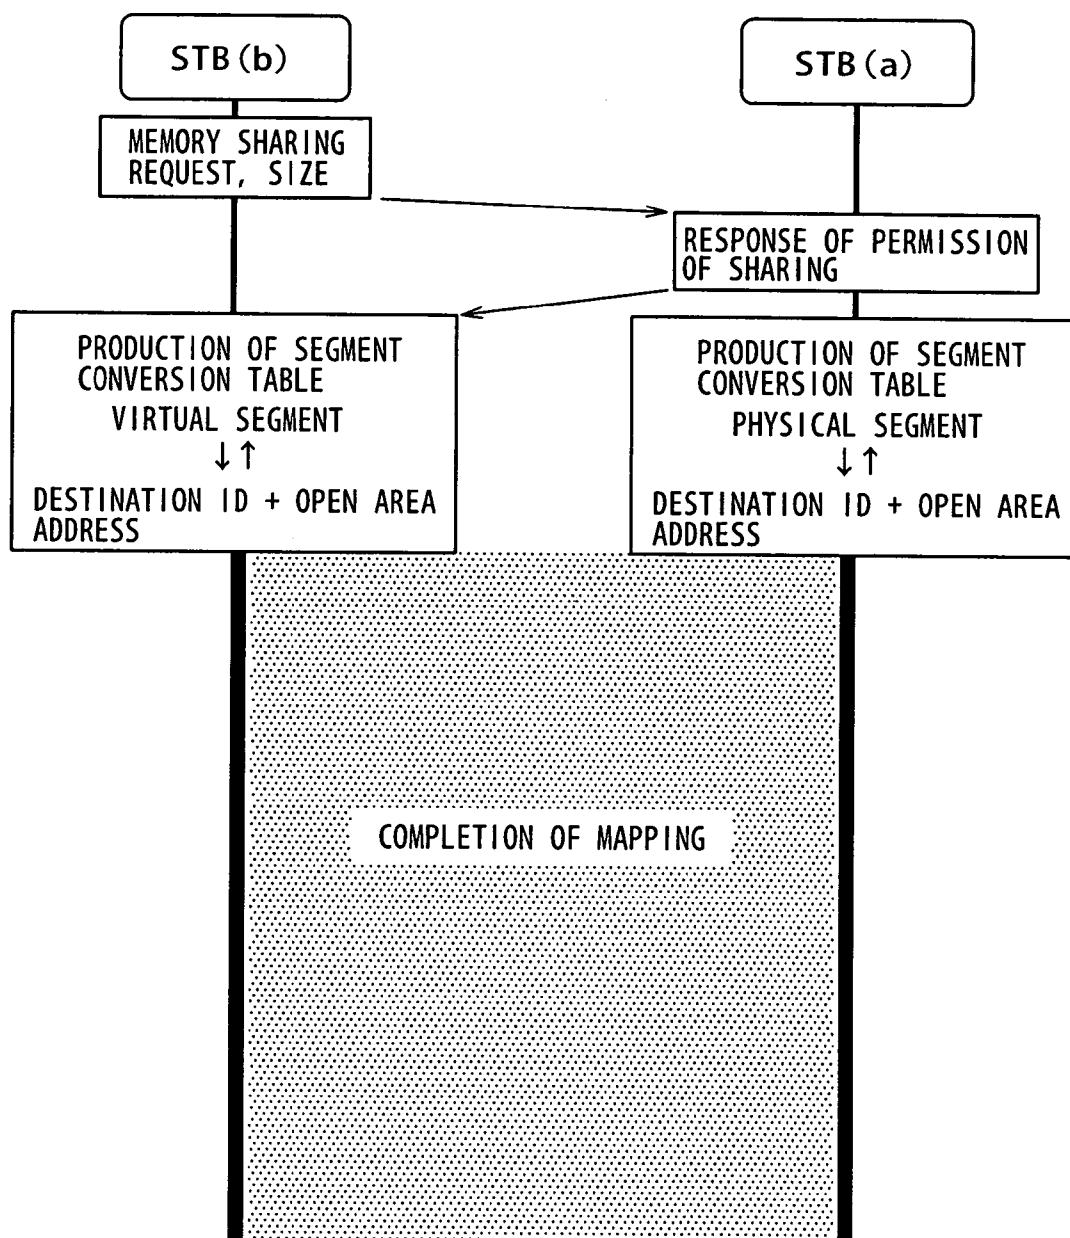 STB(b)
STB(a)
MEMORY SHARING
REQUEST, SIZE
RESPONSE OF PERMISSION
OF SHARING
PRODUCTION OF SEGMENT
CONVERSION TABLE
VIRTUAL SEGMENT
↓↑
DESTINATION ID + OPEN AREA
ADDRESS
PRODUCTION OF SEGMENT
CONVERSION TABLE
PHYSICAL SEGMENT
↓↑
DESTINATION ID + OPEN AREA
ADDRESS
COMPLETION OF MAPPING